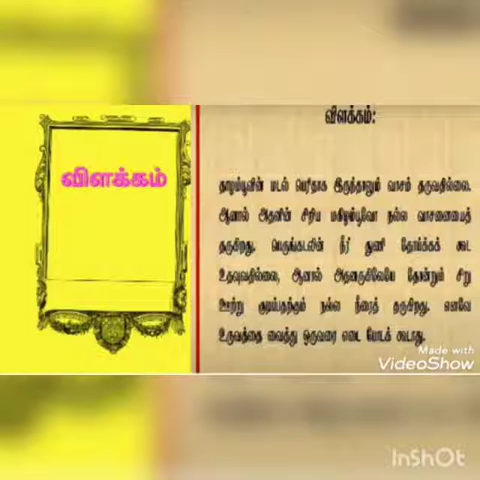 விளக்கம்
விளக்கம்:
தாழம்பூவின் மடல் பெரிதாக இருந்தாலும் வாசம் தருவதில்லை.
ஆனால் அதனின் சிறிய மகிழம்பூவோ நல்ல வாசனையைத்
தருகிறது. பெருங்கடலின் நீர் துணி தோய்க்கக் கூட
உதவுவதில்லை, ஆனால் அதனருகிலேயே தோன்றும் சிறு
ஊற்று குடிப்பதற்கும் நல்ல நீரைத் தருகிறது. எனவே
உருவத்தை வைத்து ஒருவரை எடை போடக் கூடாது.
Made with
VideoShow
InShOt